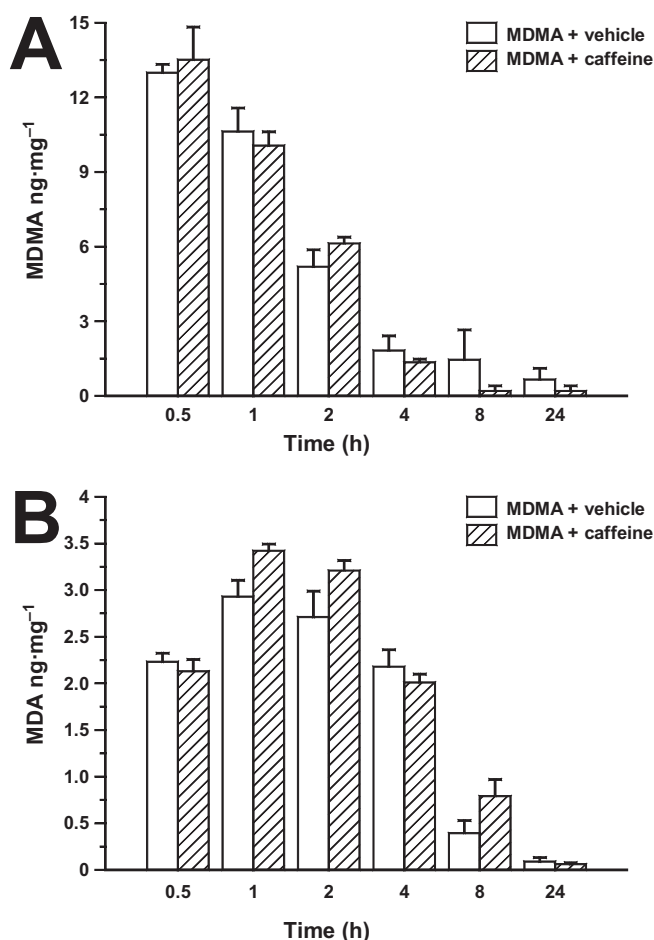 A
MDMA + vehicle
MDMA + caffeine
MDMA ng·mg⁻¹
15
12
9
6
3
0
0.5 1 2 4 8 24
Time (h)
B
MDMA + vehicle
MDMA + caffeine
MDA ng·mg⁻¹
4
3.5
3.0
2.5
2.0
1.5
1.0
0.5
0
0.5 1 2 4 8 24
Time (h)